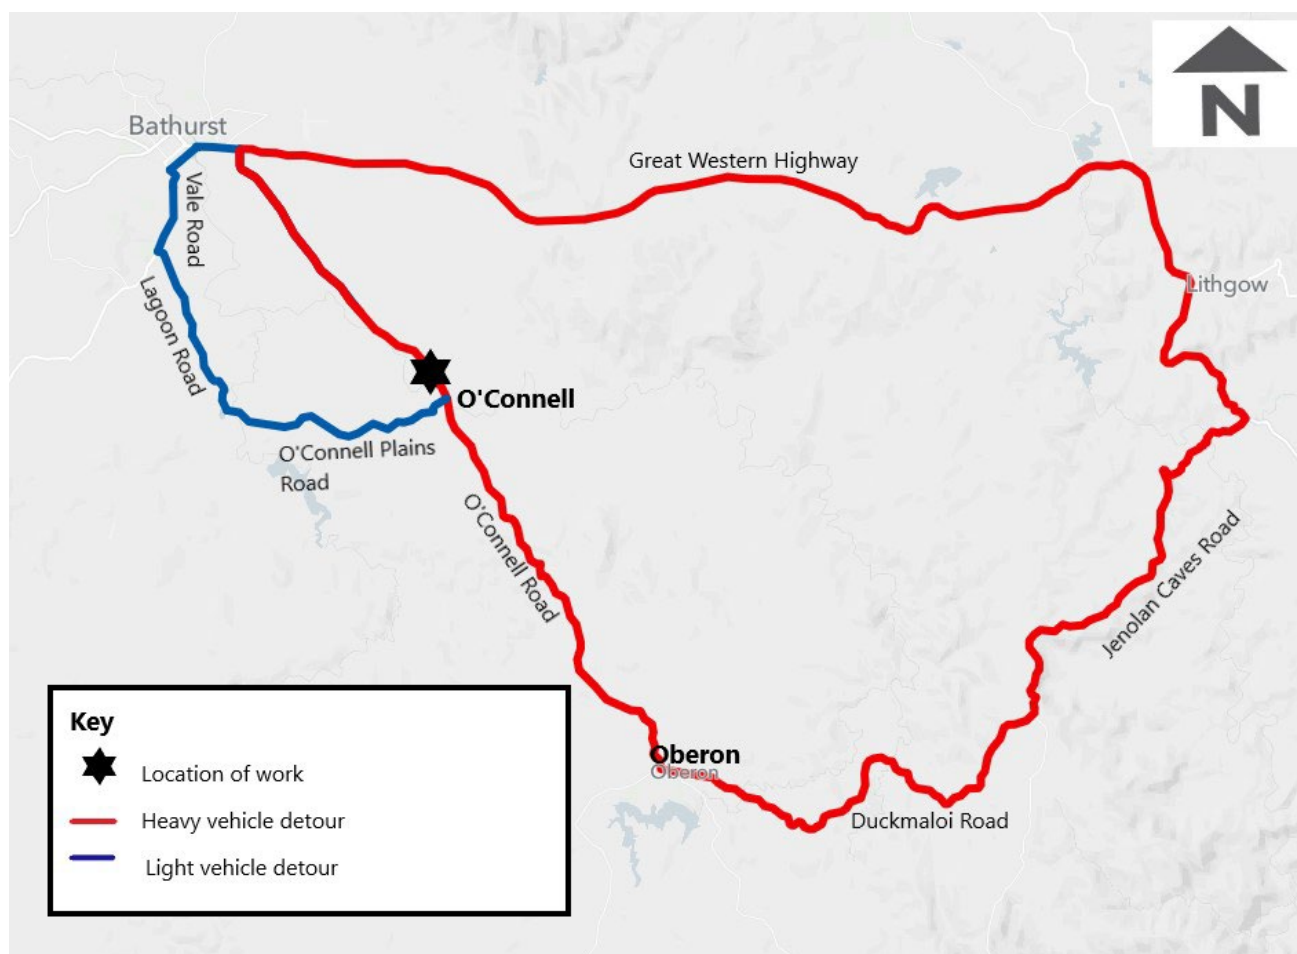 N
Bathurst
Great Western Highway
Vale Road
Lithgow
Lagoon Road
O'Connell
O'Connell Plains
Road
O'Connell Road
Jenolan Caves Road
Oberon
Oberon
Duckmaloi Road
Key
Location of work
Heavy vehicle detour
Light vehicle detour